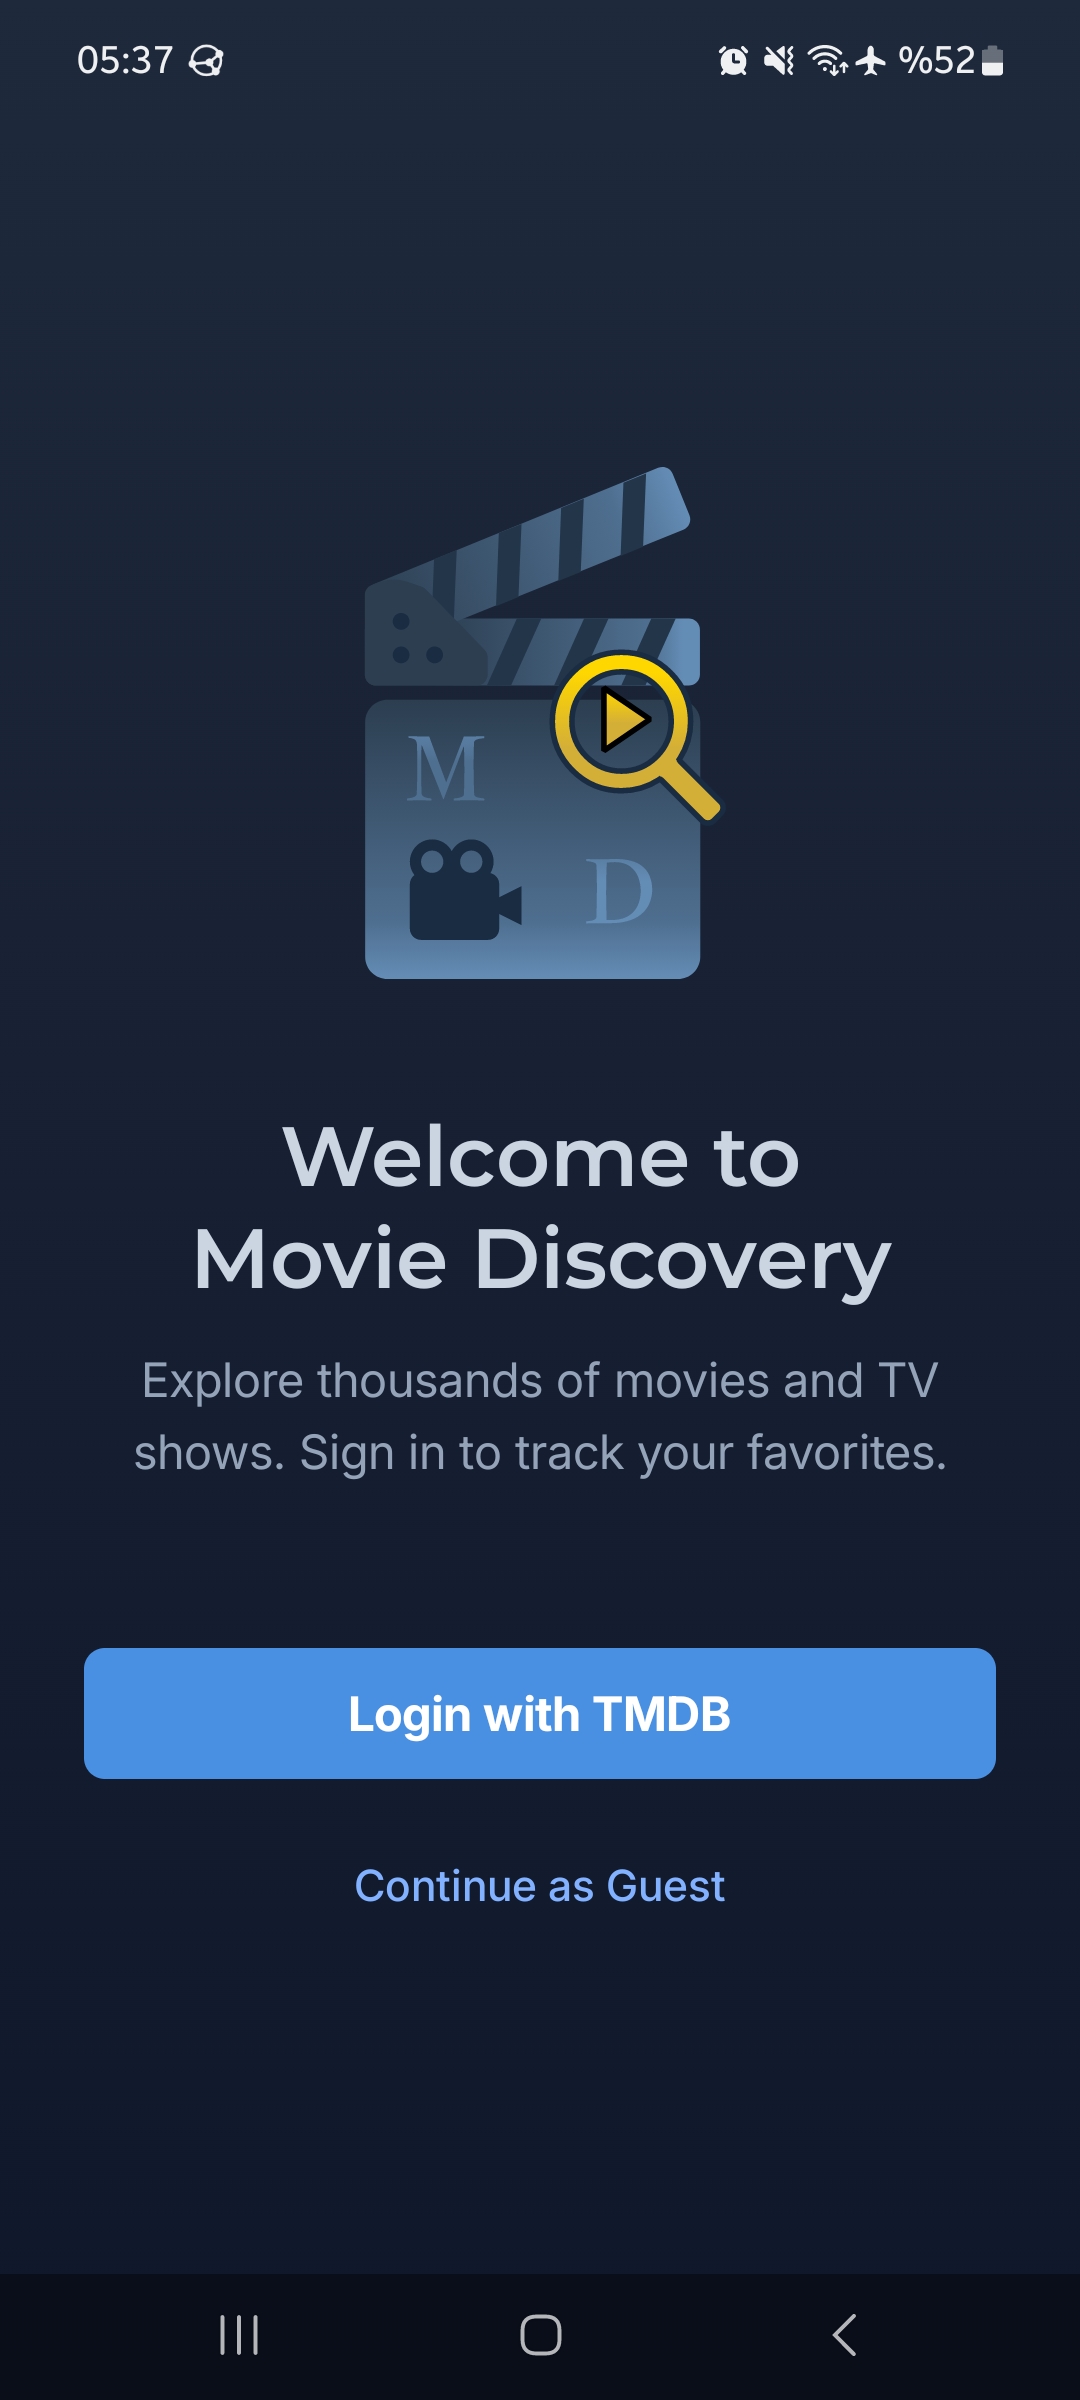 05:37
%52
M
D
Welcome to
Movie Discovery
Explore thousands of movies and TV
shows. Sign in to track your favorites.
Login with TMDB
Continue as Guest